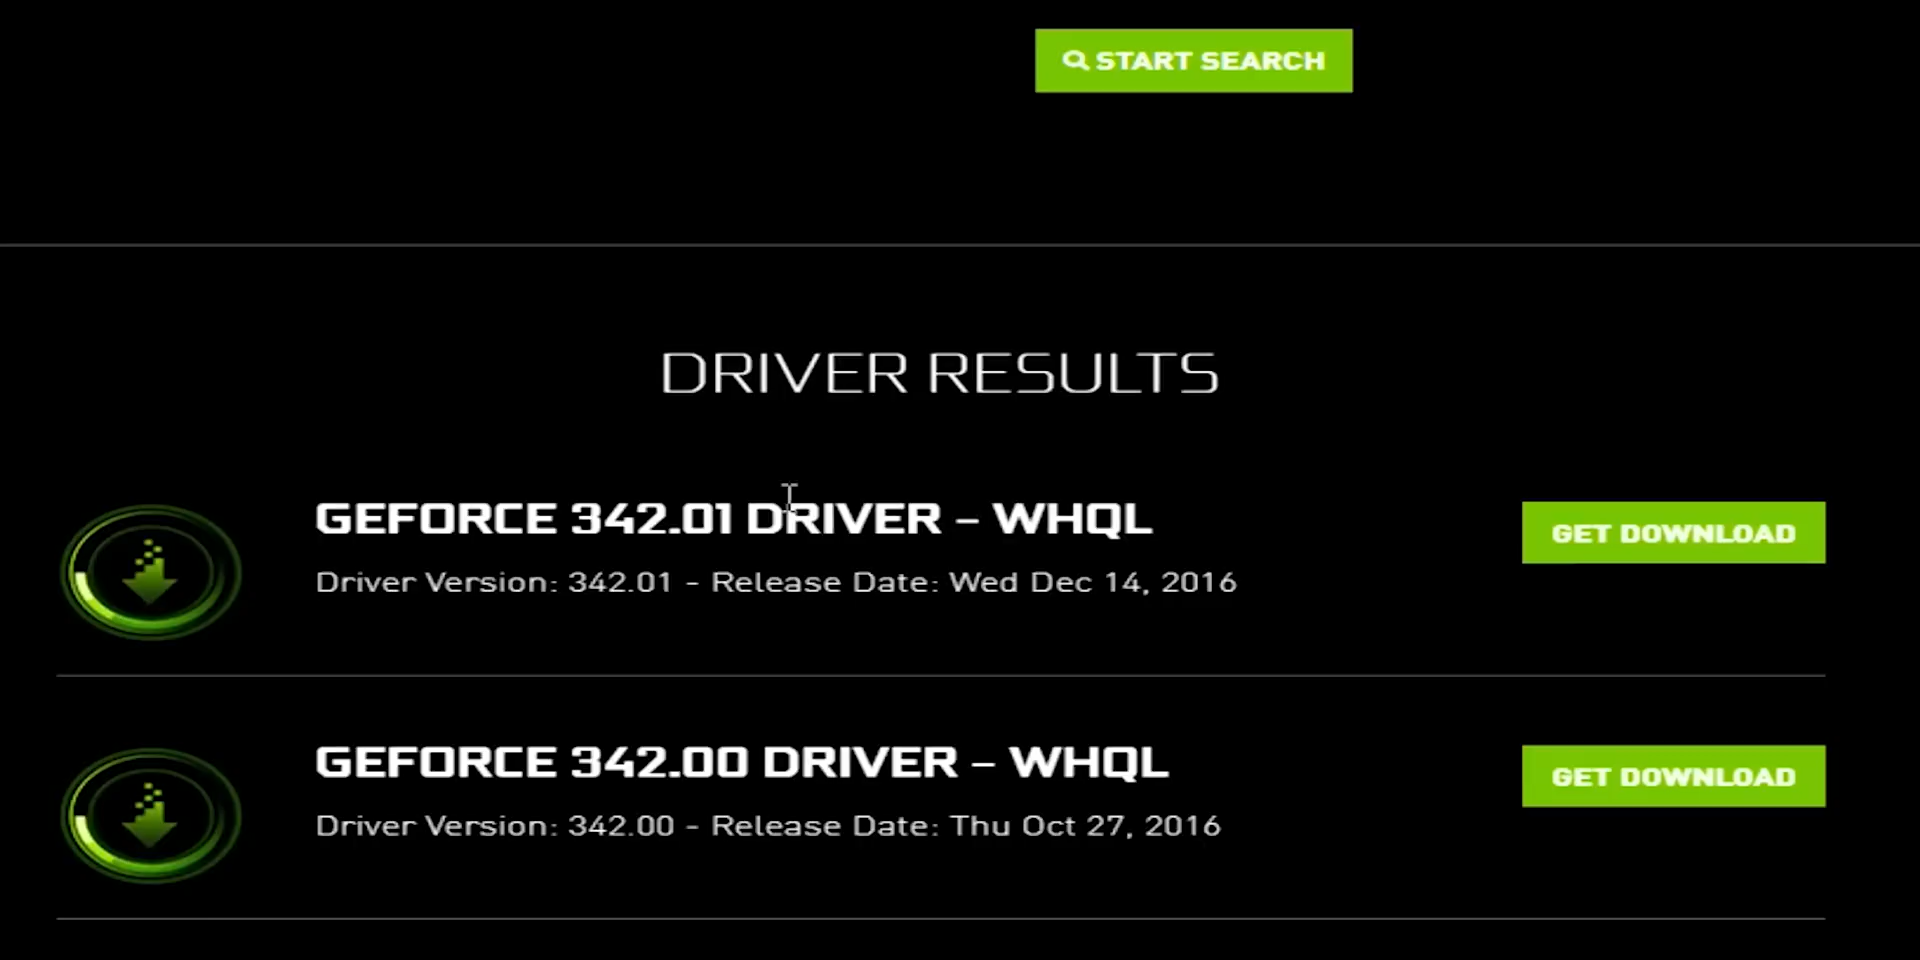 START SEARCH
DRIVER RESULTS
GEFORCE 342.01 DRIVER – WHQL
GET DOWNLOAD
Driver Version: 342.01 - Release Date: Wed Dec 14, 2016
GEFORCE 342.00 DRIVER – WHQL
GET DOWNLOAD
Driver Version: 342.00 - Release Date: Thu Oct 27, 2016